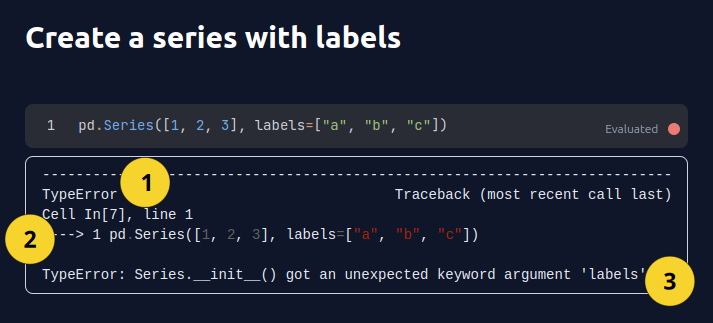 Create a series with labels
1 pd.Series([1, 2, 3], labels=["a", "b", "c"])
Evaluated
---------------------------------------------------------------------------
TypeError 1 Traceback (most recent call last)
Cell In[7], line 1
2 ----> 1 pd.Series([1, 2, 3], labels=["a", "b", "c"])
TypeError: Series.__init__() got an unexpected keyword argument 'labels'
3